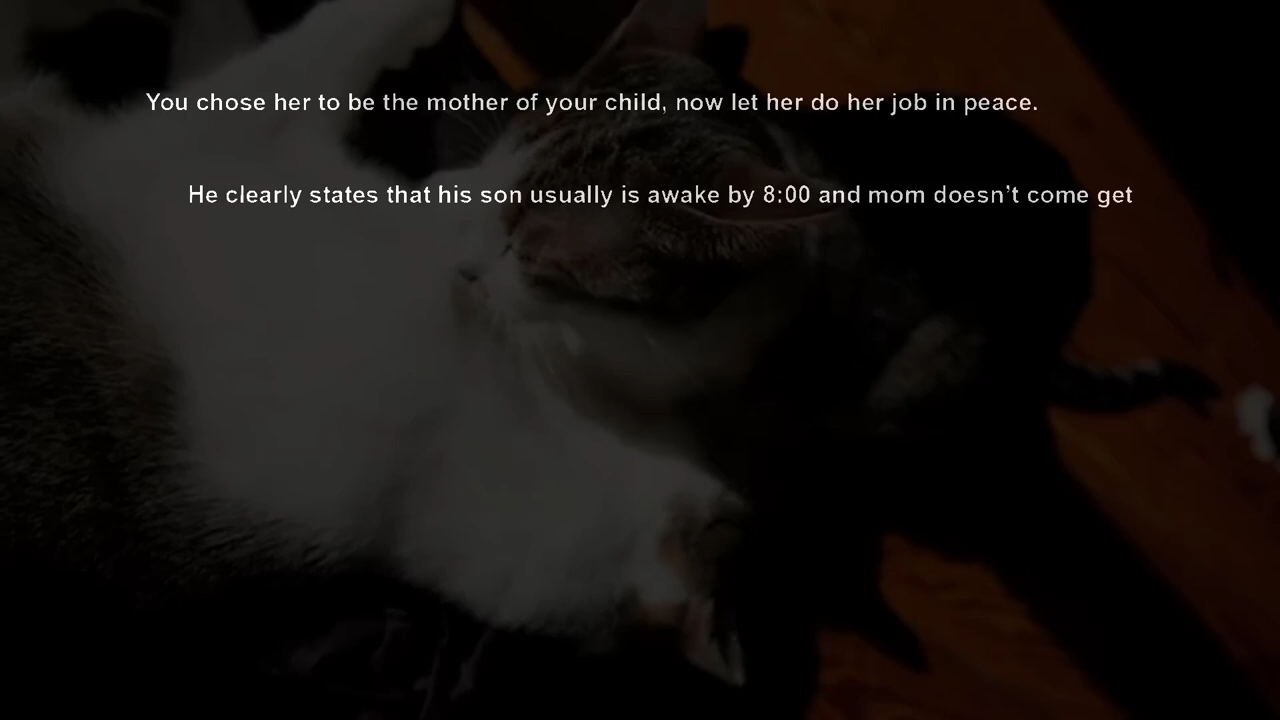 You chose her to be the mother of your child, now let her do her job in peace.
He clearly states that his son usually is awake by 8:00 and mom doesn’t come get